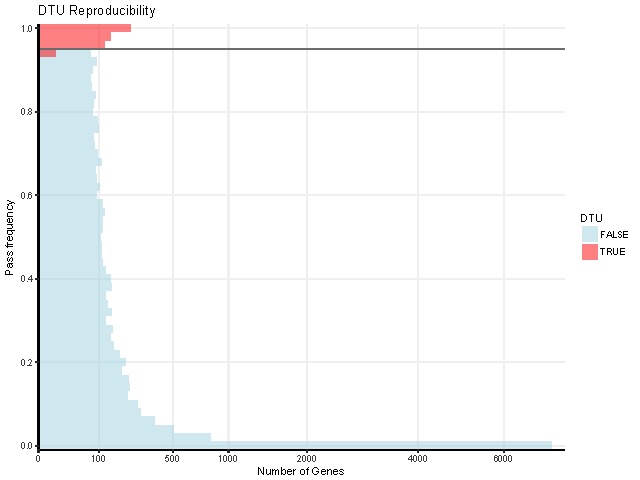 DTU Reproducibility
1.0
0.8
0.6
0.4
0.2
0.0
Pass frequency
0 100 500 1000 2000 4000 6000
Number of Genes
DTU
FALSE
TRUE